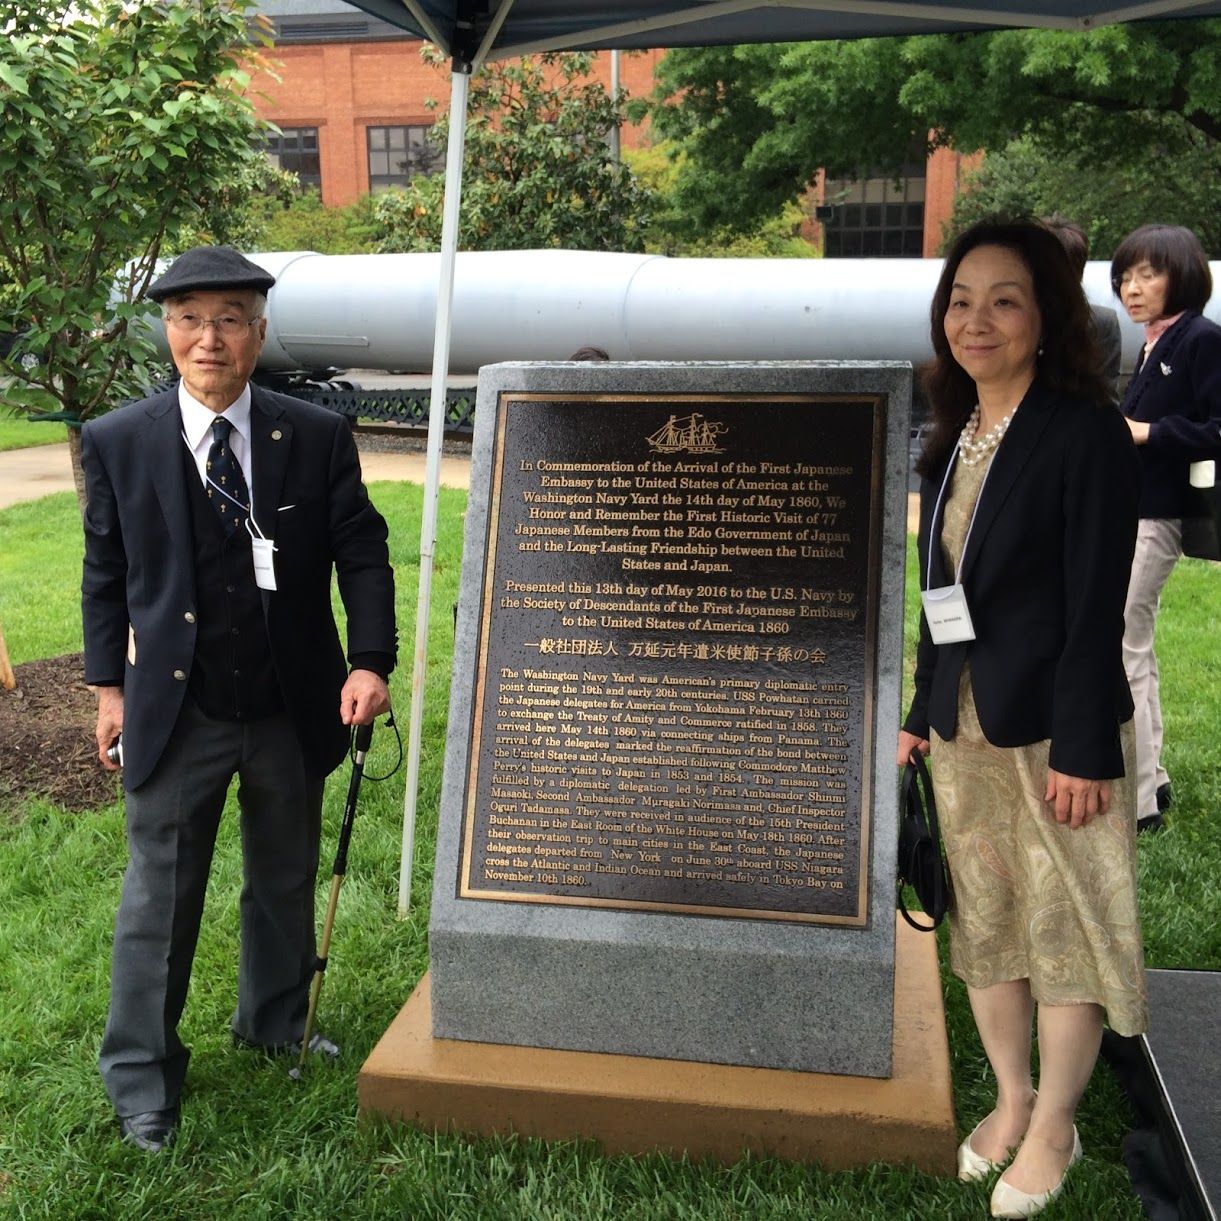 In Commemoration of the Arrival of the First Japanese
Embassy to the United States of America at the
Washington Navy Yard the 14th day of May 1860, We
Honor and Remember the First Historic Visit of 77
Japanese Members from the Edo Government of Japan
and the Long-Lasting Friendship between the United
States and Japan.
Presented this 13th day of May 2016 to the U.S. Navy by
the Society of Descendants of the First Japanese Embassy
to the United States of America 1860
一般社団法人 万延元年遣米使節子孫の会
The Washington Navy Yard was American's primary diplomatic entry
point during the 19th and early 20th centuries. USS Powhatan carried
the Japanese delegates for America from Yokohama February 13th 1860
to exchange the Treaty of Amity and Commerce ratified in 1858. They
arrived here May 14th 1860 via connecting ships from Panama. The
arrival of the delegates marked the reaffirmation of the bond between
the United States and Japan established following Commodore Matthew
Perry's historic visits to Japan in 1853 and 1854. The mission was
fulfilled by a diplomatic delegation led by First Ambassador Shinmi
Masaoki, Second Ambassador Muragaki Norimasa and, Chief Inspector
Oguri Tadamasa. They were received in audience of the 15th President
Buchanan in the East Room of the White House on May 18th 1860. After
their observation trip to main cities in the East Coast, the Japanese
delegates departed from New York on June 30th aboard USS Niagara
cross the Atlantic and Indian Ocean and arrived safely in Tokyo Bay on
November 10th 1860.